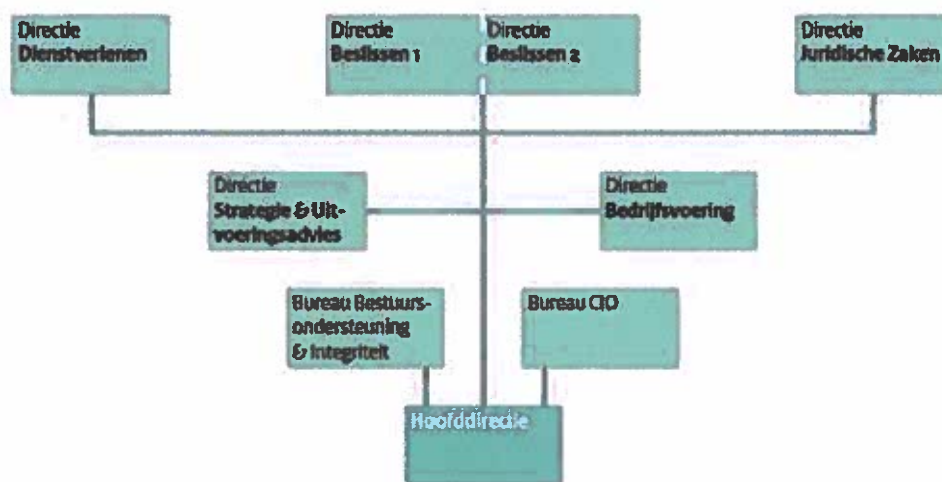 Directie
Dienstverlenen
Directie
Beslissen 1
Directie
Beslissen 2
Directie
Juridische Zaken
Directie
Strategie & Uit-
voeringsadvies
Directie
Bedrijfsvoering
Bureau Bestuurs-
ondersteuning
& Integriteit
Bureau CIO
Hoofddirectie